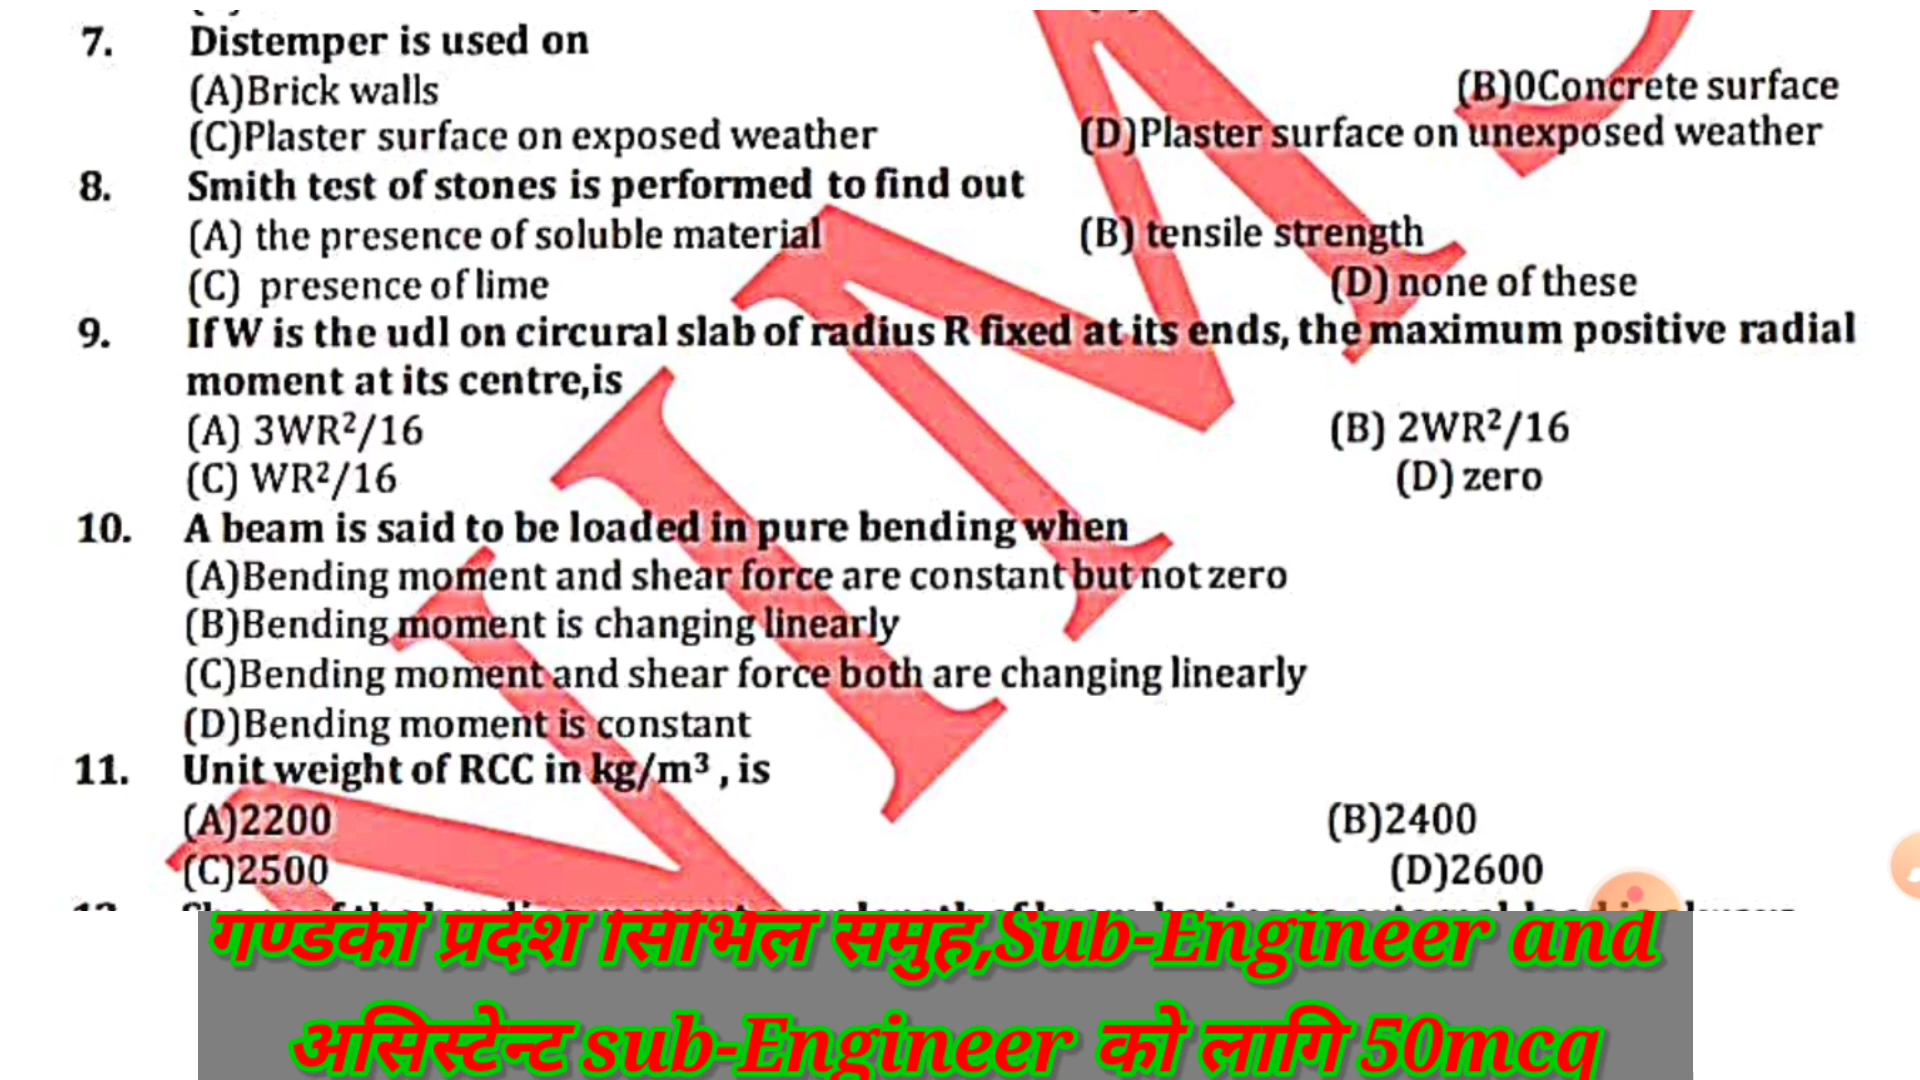 7. Distemper is used on
(A)Brick walls (B)0Concrete surface
(C)Plaster surface on exposed weather (D)Plaster surface on unexposed weather
8. Smith test of stones is performed to find out
(A) the presence of soluble material (B) tensile strength
(C) presence of lime (D) none of these
9. If W is the udl on circural slab of radius R fixed at its ends, the maximum positive radial
moment at its centre,is
(A) 3WR²/16 (B) 2WR²/16
(C) WR²/16 (D) zero
10. A beam is said to be loaded in pure bending when
(A)Bending moment and shear force are constant but not zero
(B)Bending moment is changing linearly
(C)Bending moment and shear force both are changing linearly
(D)Bending moment is constant
11. Unit weight of RCC in kg/m³ , is
(A)2200 (B)2400
(C)2500 (D)2600
गण्डकी प्रदेश सिभिल समुह,Sub-Engineer and
असिस्टेन्ट sub-Engineer को लागि 50mcq